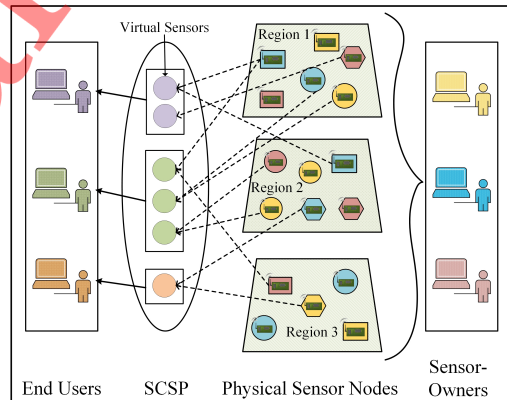 Virtual Sensors
Region 1
Region 2
Region 3
End Users
SCSP
Physical Sensor Nodes
Sensor-
Owners